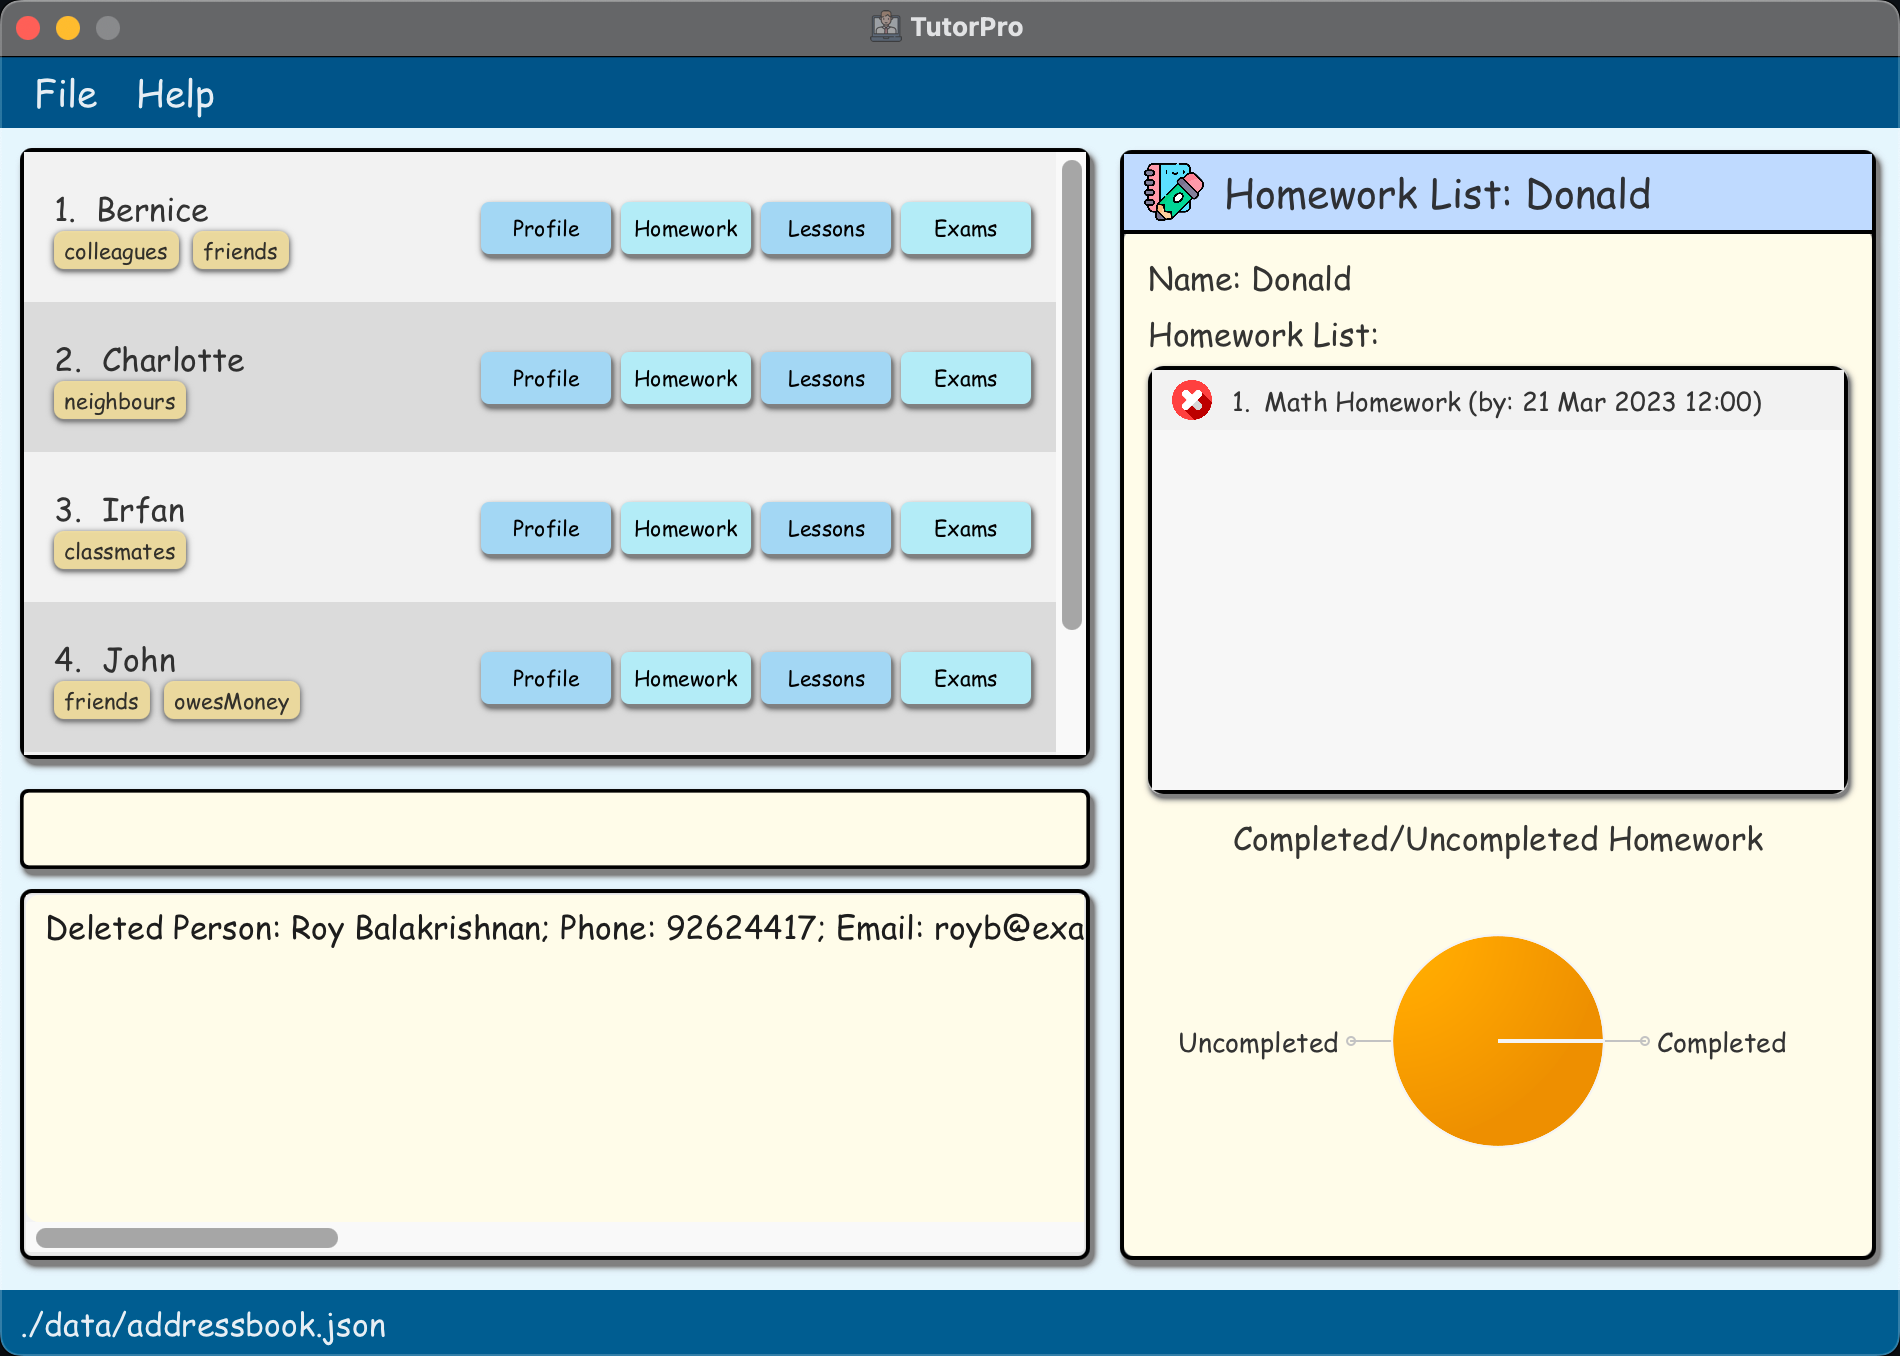 TutorPro
File Help
1. Bernice
colleagues friends
Profile Homework Lessons Exams
2. Charlotte
neighbours
Profile Homework Lessons Exams
3. Irfan
classmates
Profile Homework Lessons Exams
4. John
friends owesMoney
Profile Homework Lessons Exams
Deleted Person: Roy Balakrishnan; Phone: 92624417; Email: royb@exa
Homework List: Donald
Name: Donald
Homework List:
1. Math Homework (by: 21 Mar 2023 12:00)
Completed/Uncompleted Homework
Uncompleted Completed
./data/addressbook.json